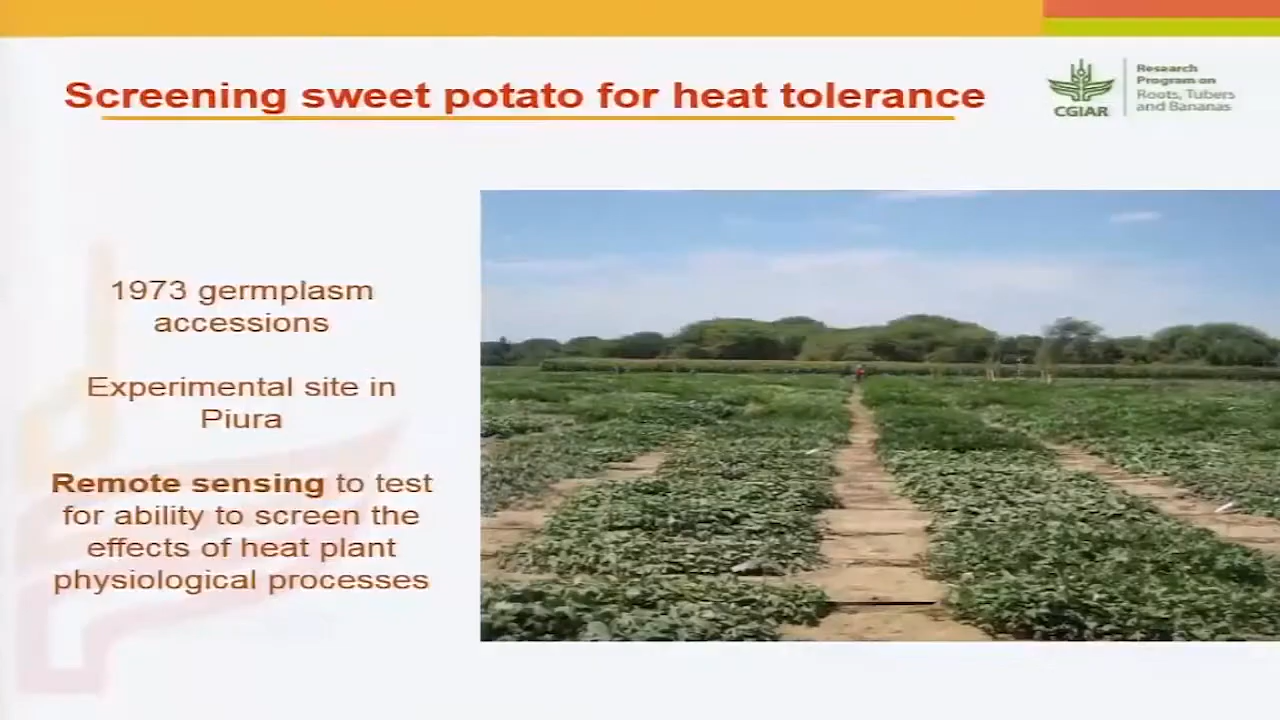 Screening sweet potato for heat tolerance
CGIAR
Research
Program on
Roots, Tubers
and Bananas
1973 germplasm
accessions
Experimental site in
Piura
Remote sensing to test
for ability to screen the
effects of heat plant
physiological processes